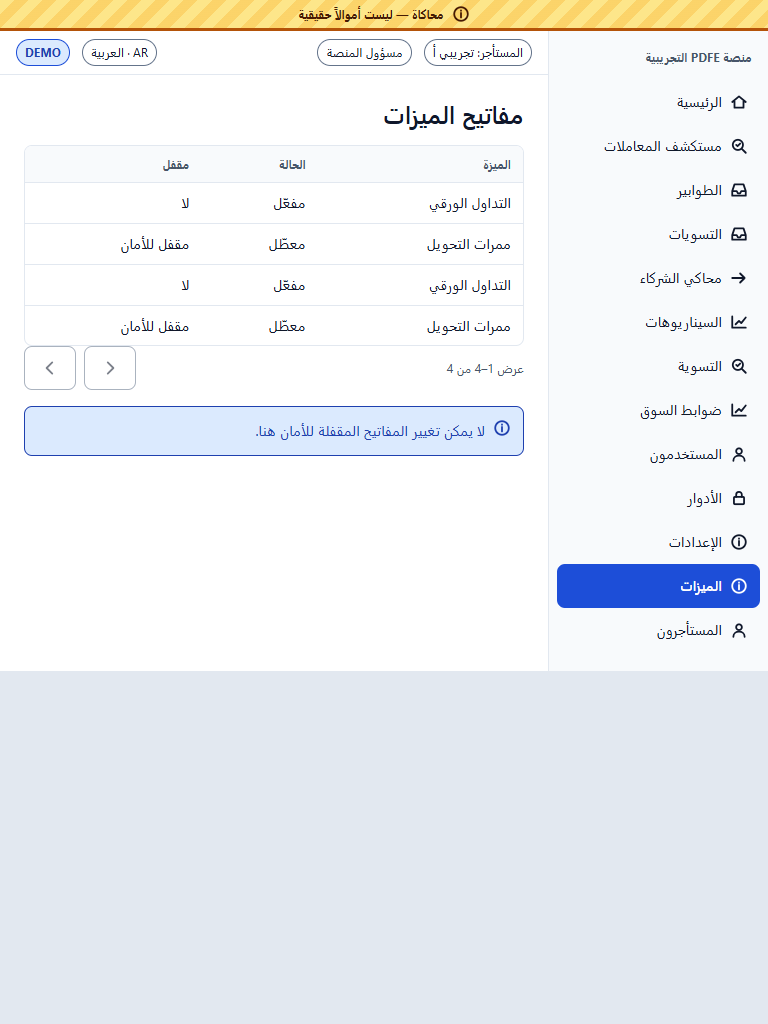 محاكاة — ليست أموالاً حقيقية
منصة PDFE التجريبية
الرئيسية
مستكشف المعاملات
الطوابير
التسويات
محاكي الشركاء
السيناريوهات
التسوية
ضوابط السوق
المستخدمون
الأدوار
الإعدادات
الميزات
المستأجرون
المستأجر: تجريبي أ
مسؤول المنصة
AR · العربية
DEMO
مفاتيح الميزات
الميزة الحالة مقفل
التداول الورقي مفعّل لا
ممرات التحويل معطّل مقفل للأمان
التداول الورقي مفعّل لا
ممرات التحويل معطّل مقفل للأمان
عرض 1–4 من 4
لا يمكن تغيير المفاتيح المقفلة للأمان هنا.